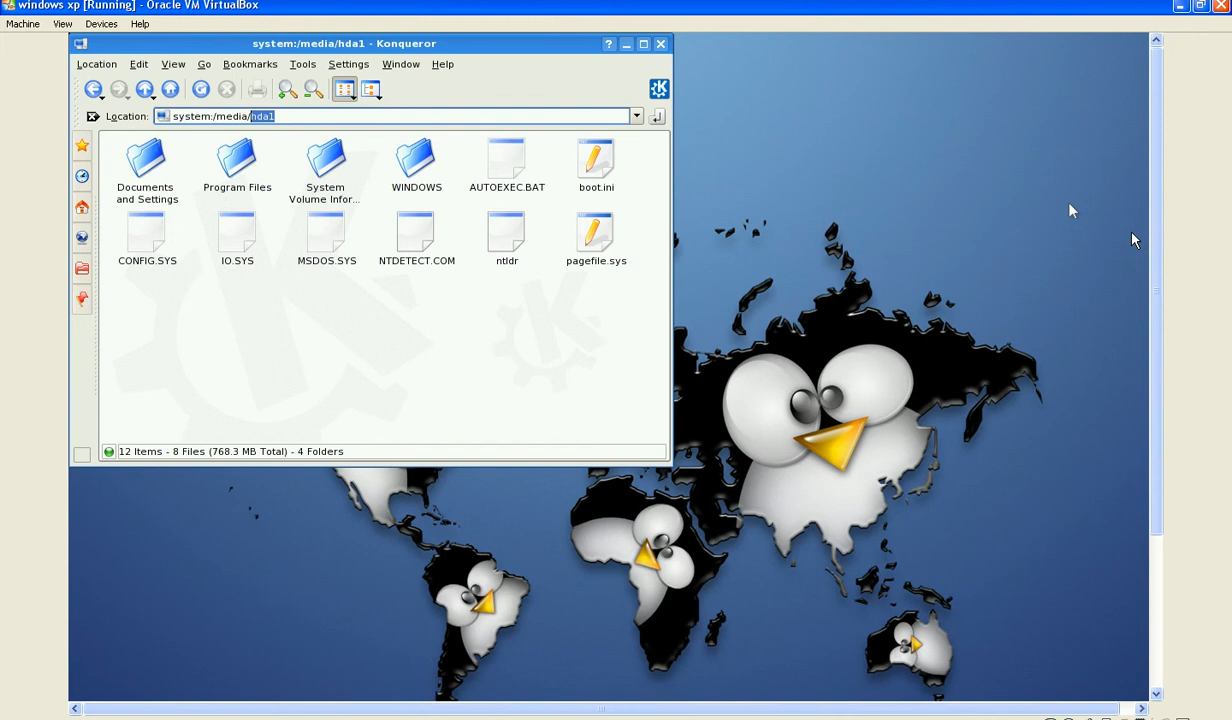 windows xp [Running] - Oracle VM VirtualBox
Machine View Devices Help
system:/media/hda1 - Konqueror
Location Edit View Go Bookmarks Tools Settings Window Help
Location: system:/media/hda1
Documents and Settings
Program Files
System Volume Infor...
WINDOWS
AUTOEXEC.BAT
boot.ini
CONFIG.SYS
IO.SYS
MSDOS.SYS
NTDETECT.COM
ntldr
pagefile.sys
12 Items - 8 Files (768.3 MB Total) - 4 Folders